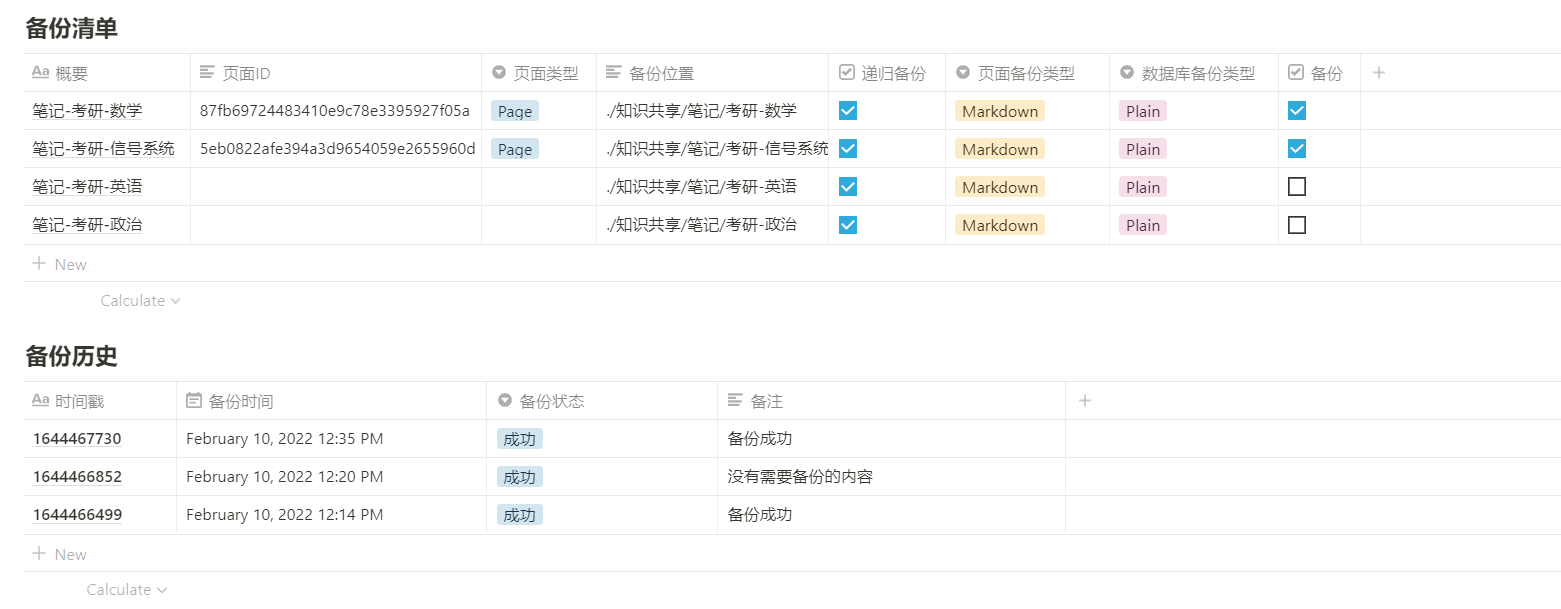 备份清单
Aa 概要 页面ID 页面类型 备份位置 递归备份 页面备份类型 数据库备份类型 备份
笔记-考研-数学 87fb69724483410e9c78e3395927f05a Page ./知识共享/笔记/考研-数学 Markdown Plain
笔记-考研-信号系统 5eb0822afe394a3d9654059e2655960d Page ./知识共享/笔记/考研-信号系统 Markdown Plain
笔记-考研-英语 ./知识共享/笔记/考研-英语 Markdown Plain
笔记-考研-政治 ./知识共享/笔记/考研-政治 Markdown Plain
New
Calculate
备份历史
Aa 时间戳 备份时间 备份状态 备注
1644467730 February 10, 2022 12:35 PM 成功 备份成功
1644466852 February 10, 2022 12:20 PM 成功 没有需要备份的内容
1644466499 February 10, 2022 12:14 PM 成功 备份成功
New
Calculate